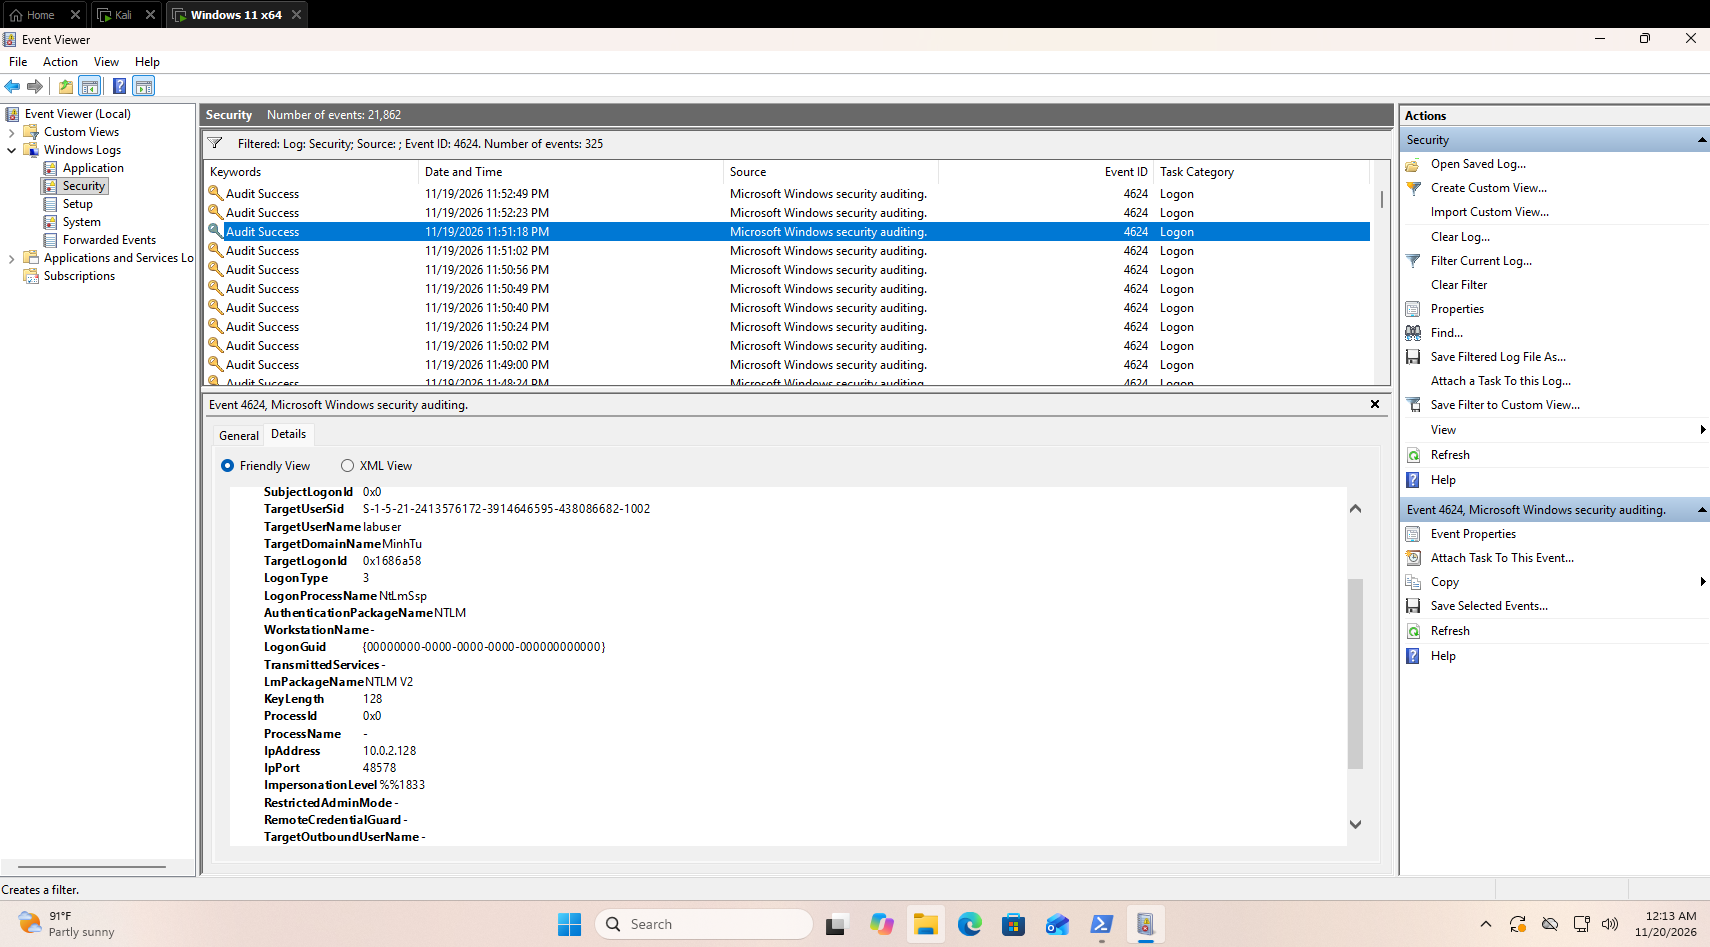 Home
Kali
Windows 11 x64
Event Viewer
File Action View Help
Event Viewer (Local)
Custom Views
Windows Logs
Application
Security
Setup
System
Forwarded Events
Applications and Services Lo
Subscriptions
Security Number of events: 21,862
Filtered: Log: Security; Source: ; Event ID: 4624. Number of events: 325
Keywords Date and Time Source Event ID Task Category
Audit Success 11/19/2026 11:52:49 PM Microsoft Windows security auditing. 4624 Logon
Audit Success 11/19/2026 11:52:23 PM Microsoft Windows security auditing. 4624 Logon
Audit Success 11/19/2026 11:51:18 PM Microsoft Windows security auditing. 4624 Logon
Audit Success 11/19/2026 11:51:02 PM Microsoft Windows security auditing. 4624 Logon
Audit Success 11/19/2026 11:50:56 PM Microsoft Windows security auditing. 4624 Logon
Audit Success 11/19/2026 11:50:49 PM Microsoft Windows security auditing. 4624 Logon
Audit Success 11/19/2026 11:50:40 PM Microsoft Windows security auditing. 4624 Logon
Audit Success 11/19/2026 11:50:24 PM Microsoft Windows security auditing. 4624 Logon
Audit Success 11/19/2026 11:50:02 PM Microsoft Windows security auditing. 4624 Logon
Audit Success 11/19/2026 11:49:00 PM Microsoft Windows security auditing. 4624 Logon
Audit Success 11/19/2026 11:48:24 PM Microsoft Windows security auditing. 4624 Logon
Event 4624, Microsoft Windows security auditing.
General Details
Friendly View XML View
SubjectLogonId 0x0
TargetUserSid S-1-5-21-2413576172-3914646595-438086682-1002
TargetUserName labuser
TargetDomainName MinhTu
TargetLogonId 0x1686a58
LogonType 3
LogonProcessName NtLmSsp
AuthenticationPackageName NTLM
WorkstationName -
LogonGuid {00000000-0000-0000-0000-000000000000}
TransmittedServices -
LmPackageName NTLM V2
KeyLength 128
ProcessId 0x0
ProcessName -
IpAddress 10.0.2.128
IpPort 48578
ImpersonationLevel %%1833
RestrictedAdminMode -
RemoteCredentialGuard -
TargetOutboundUserName -
Actions
Security
Open Saved Log...
Create Custom View...
Import Custom View...
Clear Log...
Filter Current Log...
Clear Filter
Properties
Find...
Save Filtered Log File As...
Attach a Task To this Log...
Save Filter to Custom View...
View
Refresh
Help
Event 4624, Microsoft Windows security auditing.
Event Properties
Attach Task To This Event...
Copy
Save Selected Events...
Refresh
Help
Creates a filter.
91°F
Partly sunny
Search
12:13 AM
11/20/2026